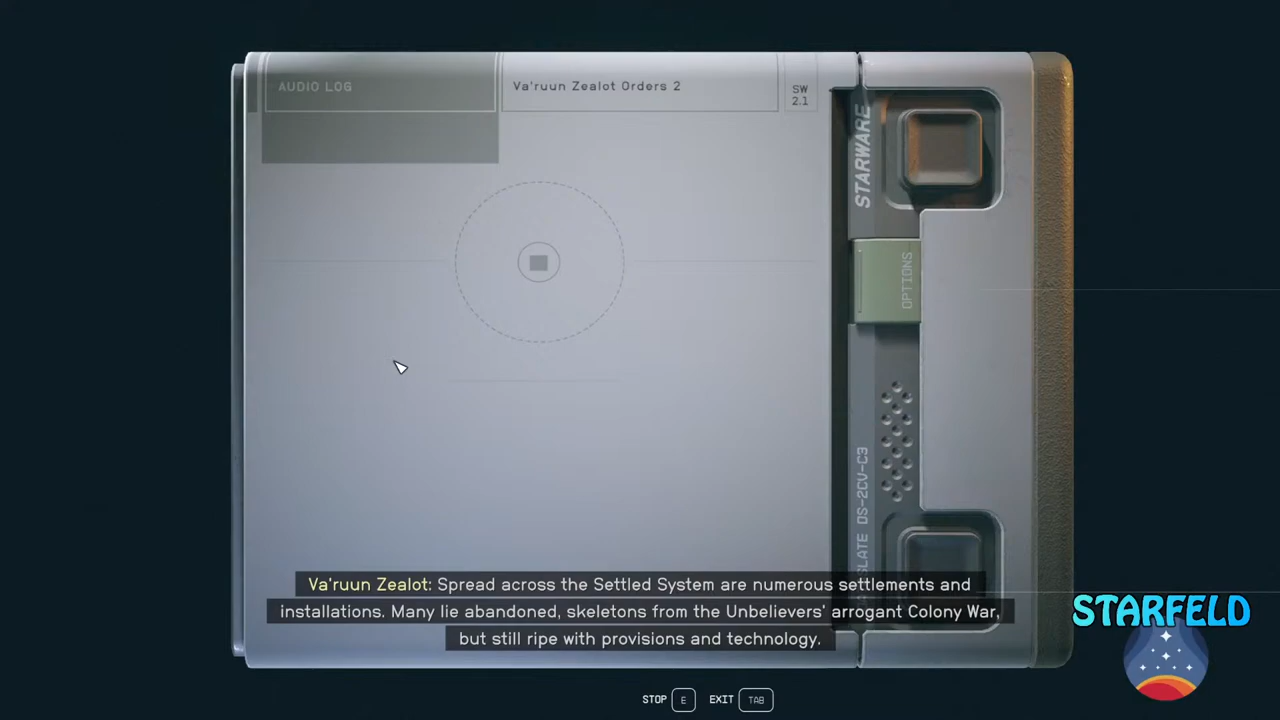 AUDIO LOG
Va'ruun Zealot Orders 2
SW
2.1
STARWARE
OPTIONS
SLATE OS-2CV-C3
Va'ruun Zealot: Spread across the Settled System are numerous settlements and
installations. Many lie abandoned, skeletons from the Unbelievers' arrogant Colony War,
but still ripe with provisions and technology.
STARFELD
STOP E EXIT TAB